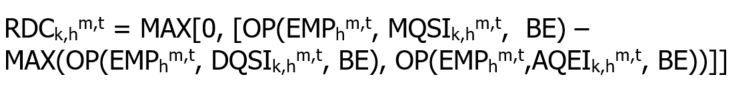 RDCₖ,ₕᵐ,ᵗ = MAX[0, [OP(EMPₕᵐ,ᵗ, MQSIₖ,ₕᵐ,ᵗ, BE) –
MAX(OP(EMPₕᵐ,ᵗ, DQSIₖ,ₕᵐ,ᵗ, BE), OP(EMPₕᵐ,ᵗ,AQEIₖ,ₕᵐ,ᵗ, BE))]]